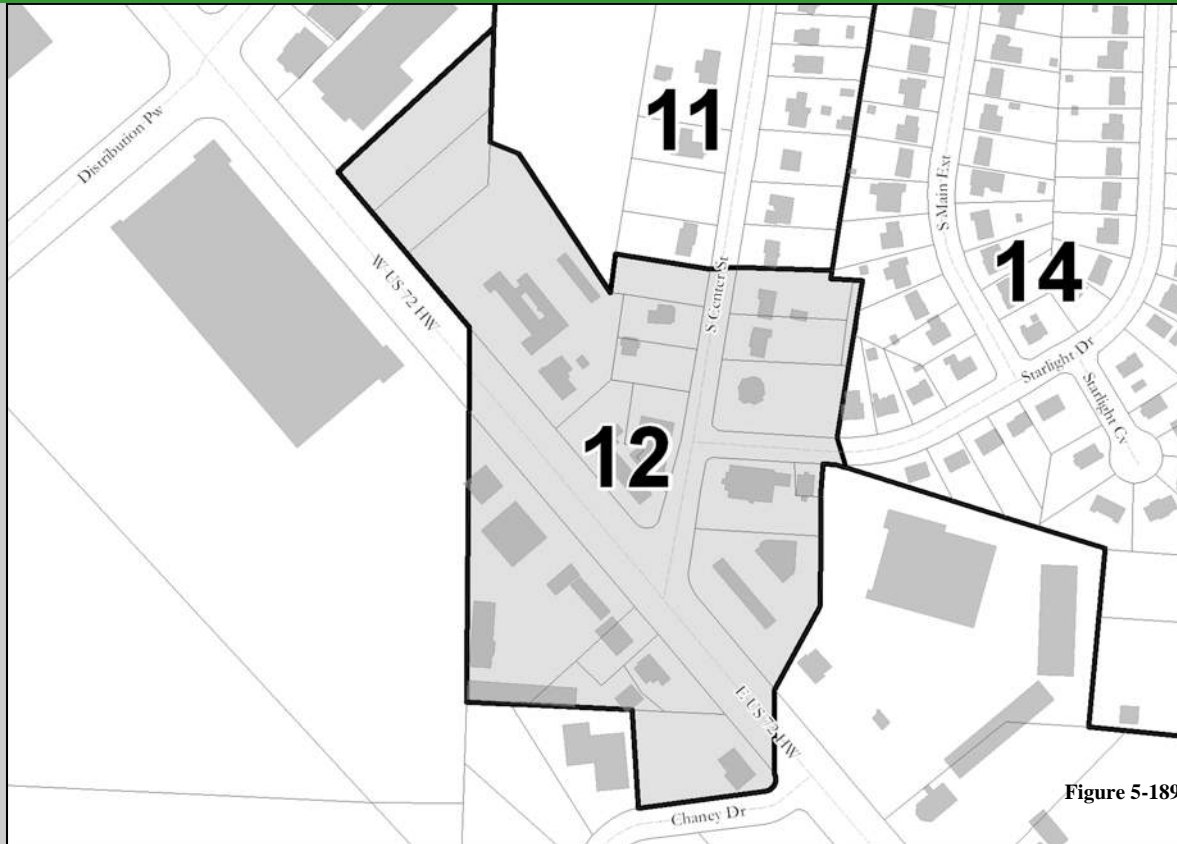 11
Distribution Pw
S Main Ext
14
W US 72 HW
S Center St
Starlight Dr
Starlight Cv
12
E US 72 HW
Figure 5-189
Chaney Dr